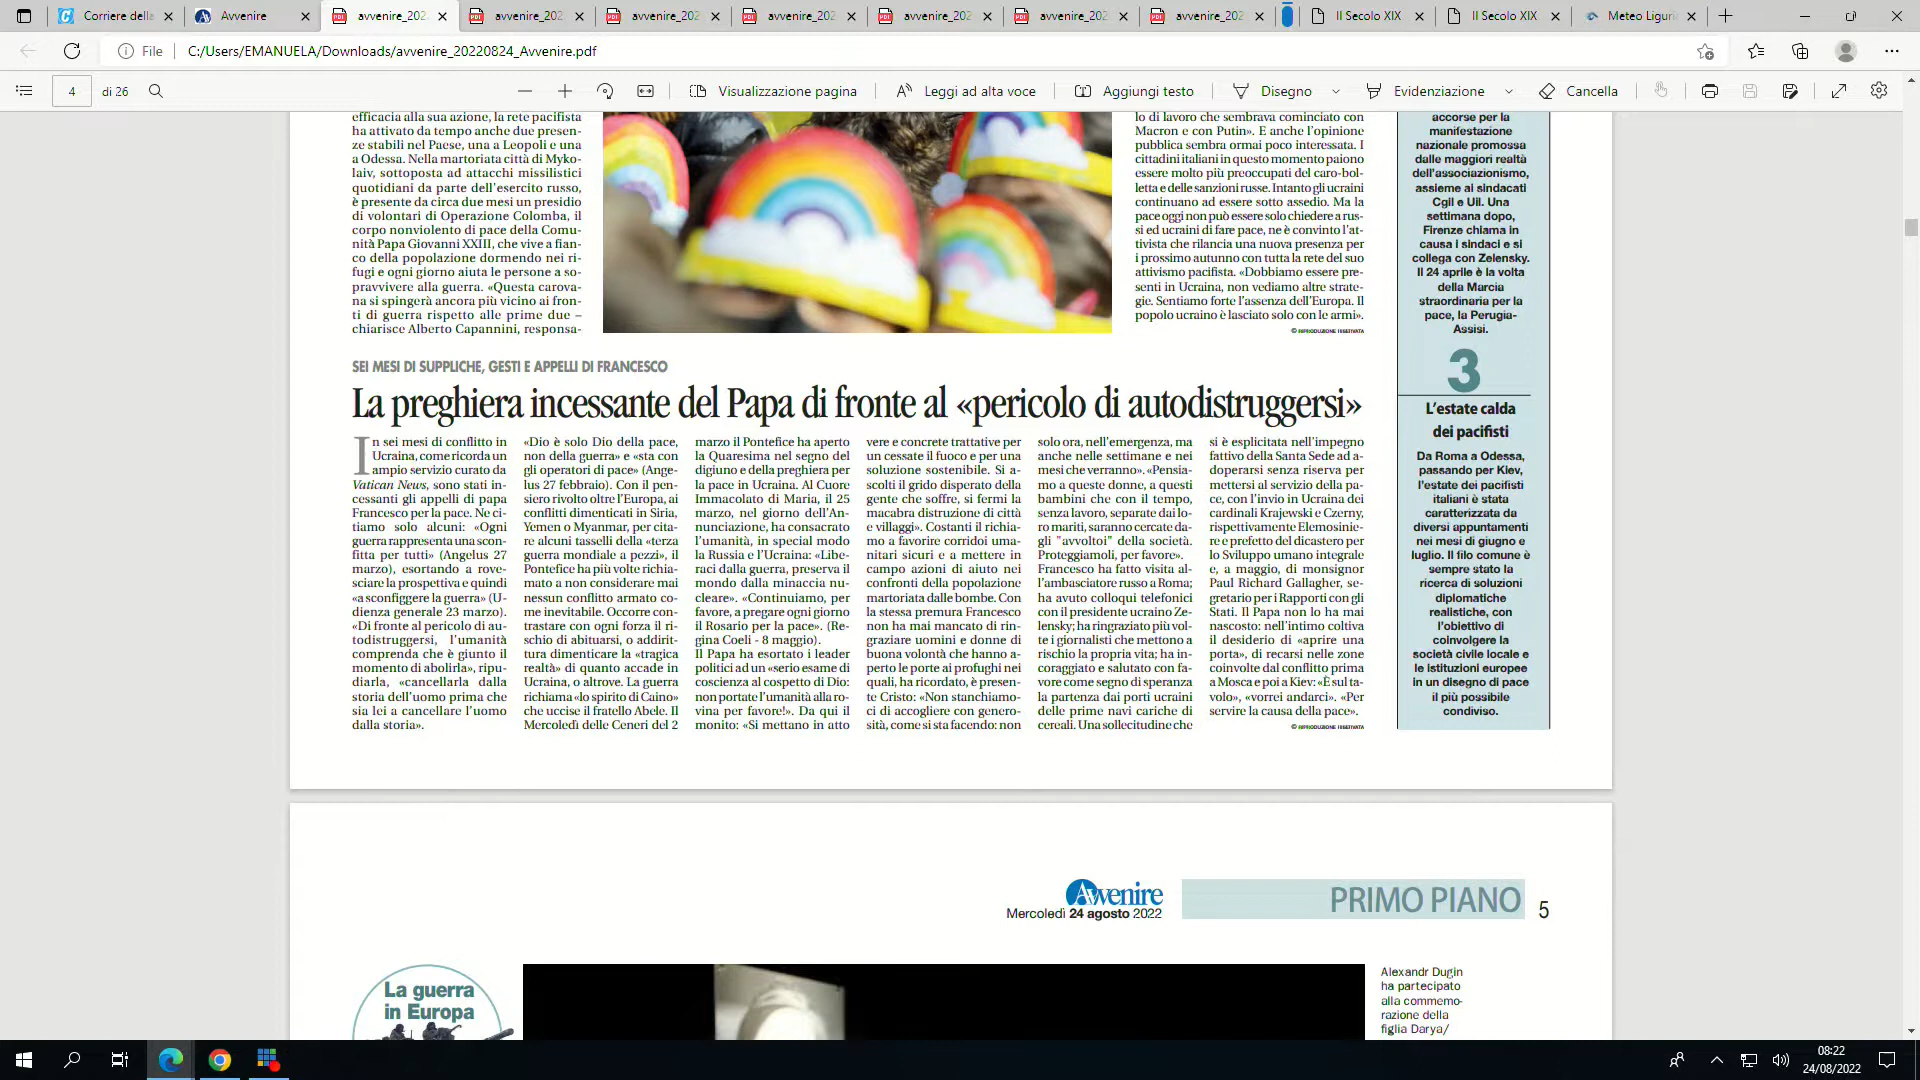 Corriere della
Avvenire
avvenire_202
avvenire_202
avvenire_202
avvenire_202
avvenire_202
avvenire_202
avvenire_202
Il Secolo XIX
Il Secolo XIX
Meteo Liguri
File
C:/Users/EMANUELA/Downloads/avvenire_20220824_Avvenire.pdf
4
di 26
Visualizzazione pagina
Leggi ad alta voce
Aggiungi testo
Disegno
Evidenziazione
Cancella
efficacia alla sua azione, la rete pacifista
ha attivato da tempo anche due presen-
ze stabili nel Paese, una a Leopoli e una
a Odessa. Nella martoriata città di Myko-
laiv, sottoposta ad attacchi missilistici
quotidiani da parte dell'esercito russo,
è presente da circa due mesi un presidio
di volontari di Operazione Colomba, il
corpo nonviolento di pace della Comu-
nità Papa Giovanni XXIII, che vive a fian-
co della popolazione dormendo nei ri-
fugi e ogni giorno aiuta le persone a so-
pravvivere alla guerra. «Questa carova-
na si spingerà ancora più vicino ai fron-
ti di guerra rispetto alle prime due –
chiarisce Alberto Capannini, responsa-
lo di lavoro che sembrava cominciato con
Macron e con Putin». E anche l'opinione
pubblica sembra ormai poco interessata. I
cittadini italiani in questo momento paiono
essere molto più preoccupati del caro-bol-
letta e delle sanzioni russe. Intanto gli ucraini
continuano ad essere sotto assedio. Ma la
pace oggi non può essere solo chiedere a rus-
si ed ucraini di fare pace, ne è convinto l'at-
tivista che rilancia una nuova presenza per
i prossimo autunno con tutta la rete del suo
attivismo pacifista. «Dobbiamo essere pre-
senti in Ucraina, non vediamo altre strate-
gie. Sentiamo forte l'assenza dell'Europa. Il
popolo ucraino è lasciato solo con le armi».
© RIPRODUZIONE RISERVATA
accorse per la
manifestazione
nazionale promossa
dalle maggiori realtà
dell'associazionismo,
assieme ai sindacati
Cgil e Uil. Una
settimana dopo,
Firenze chiama in
causa i sindaci e si
collega con Zelensky.
Il 24 aprile è la volta
della Marcia
straordinaria per la
pace, la Perugia-
Assisi.
3
L'estate calda
dei pacifisti
Da Roma a Odessa,
passando per Kiev,
l'estate dei pacifisti
italiani è stata
caratterizzata da
diversi appuntamenti
nei mesi di giugno e
luglio. Il filo comune è
sempre stato la
ricerca di soluzioni
diplomatiche
realistiche, con
l'obiettivo di
coinvolgere la
società civile locale e
le istituzioni europee
in un disegno di pace
il più possibile
condiviso.
SEI MESI DI SUPPLICHE, GESTI E APPELLI DI FRANCESCO
La preghiera incessante del Papa di fronte al «pericolo di autodistruggersi»
In sei mesi di conflitto in
Ucraina, come ricorda un
ampio servizio curato da
Vatican News, sono stati in-
cessanti gli appelli di papa
Francesco per la pace. Ne ci-
tiamo solo alcuni: «Ogni
guerra rappresenta una scon-
fitta per tutti» (Angelus 27
marzo), esortando a rove-
sciare la prospettiva e quindi
«a sconfiggere la guerra» (U-
dienza generale 23 marzo).
«Di fronte al pericolo di au-
todistruggersi, l'umanità
comprenda che è giunto il
momento di abolirla», ripu-
diarla, «cancellarla dalla
storia dell'uomo prima che
sia lei a cancellare l'uomo
dalla storia».
«Dio è solo Dio della pace,
non della guerra» e «sta con
gli operatori di pace» (Ange-
lus 27 febbraio). Con il pen-
siero rivolto oltre l'Europa, ai
conflitti dimenticati in Siria,
Yemen o Myanmar, per cita-
re alcuni tasselli della «terza
guerra mondiale a pezzi», il
Pontefice ha più volte richia-
mato a non considerare mai
nessun conflitto armato co-
me inevitabile. Occorre con-
trastare con ogni forza il ri-
schio di abituarsi, o addirit-
tura dimenticare la «tragica
realtà» di quanto accade in
Ucraina, o altrove. La guerra
richiama «lo spirito di Caino»
che uccise il fratello Abele. Il
Mercoledì delle Ceneri del 2
marzo il Pontefice ha aperto
la Quaresima nel segno del
digiuno e della preghiera per
la pace in Ucraina. Al Cuore
Immacolato di Maria, il 25
marzo, nel giorno dell'An-
nunciazione, ha consacrato
l'umanità, in special modo
la Russia e l'Ucraina: «Libe-
raci dalla guerra, preserva il
mondo dalla minaccia nu-
cleare». «Continuiamo, per
favore, a pregare ogni giorno
il Rosario per la pace». (Re-
gina Coeli - 8 maggio).
Il Papa ha esortato i leader
politici ad un «serio esame di
coscienza al cospetto di Dio:
non portate l'umanità alla ro-
vina per favore!». Da qui il
monito: «Si mettano in atto
vere e concrete trattative per
un cessate il fuoco e per una
soluzione sostenibile. Si a-
scolti il grido disperato della
gente che soffre, si fermi la
macabra distruzione di città
e villaggi». Costanti il richia-
mo a favorire corridoi uma-
nitari sicuri e a mettere in
campo azioni di aiuto nei
confronti della popolazione
martoriata dalle bombe. Con
la stessa premura Francesco
non ha mai mancato di rin-
graziare uomini e donne di
buona volontà che hanno a-
perto le porte ai profughi nei
quali, ha ricordato, è presen-
te Cristo: «Non stanchiamo-
ci di accogliere con genero-
sità, come si sta facendo: non
solo ora, nell'emergenza, ma
anche nelle settimane e nei
mesi che verranno». «Pensia-
mo a queste donne, a questi
bambini che con il tempo,
senza lavoro, separate dai lo-
ro mariti, saranno cercate da-
gli "avvoltoi" della società.
Proteggiamoli, per favore».
Francesco ha fatto visita al-
l'ambasciatore russo a Roma;
ha avuto colloqui telefonici
con il presidente ucraino Ze-
lensky; ha ringraziato più vol-
te i giornalisti che mettono a
rischio la propria vita; ha in-
coraggiato e salutato con fa-
vore come segno di speranza
la partenza dai porti ucraini
delle prime navi cariche di
cereali. Una sollecitudine che
si è esplicitata nell'impegno
fattivo della Santa Sede ad a-
doperarsi senza riserva per
mettersi al servizio della pa-
ce, con l'invio in Ucraina dei
cardinali Krajewski e Czerny,
rispettivamente Elemosinie-
re e prefetto del dicastero per
lo Sviluppo umano integrale
e, a maggio, di monsignor
Paul Richard Gallagher, se-
gretario per i Rapporti con gli
Stati. Il Papa non lo ha mai
nascosto: nell'intimo coltiva
il desiderio di «aprire una
porta», di recarsi nelle zone
coinvolte dal conflitto prima
a Mosca e poi a Kiev: «È sul ta-
volo», «vorrei andarci». «Per
servire la causa della pace».
© RIPRODUZIONE RISERVATA
Avvenire
Mercoledì 24 agosto 2022
PRIMO PIANO
5
La guerra
in Europa
Alexandr Dugin
ha partecipato
alla commemo-
razione della
figlia Darya/
08:22
24/08/2022